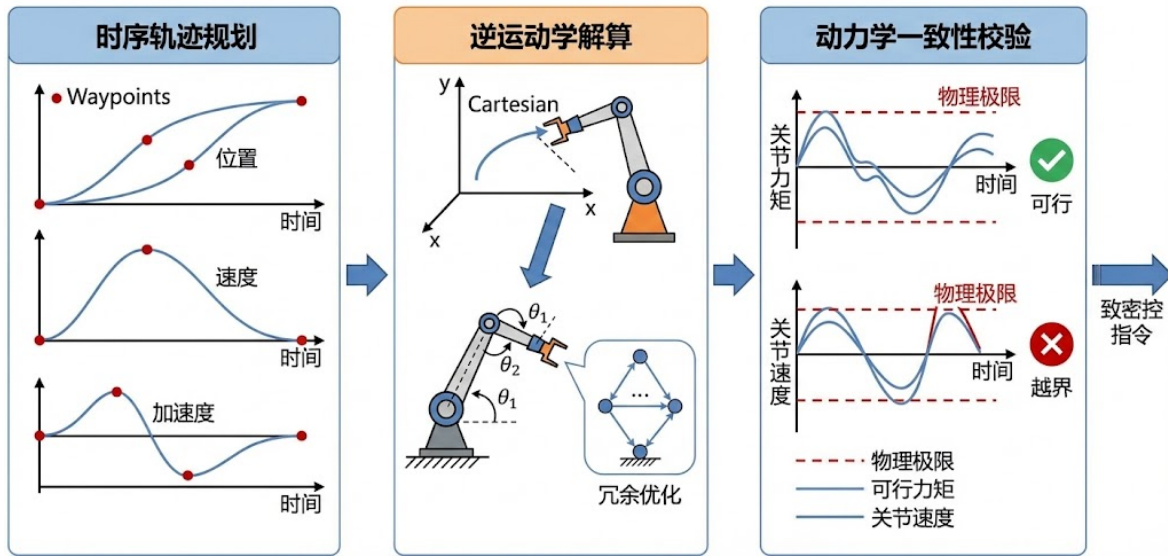 时序轨迹规划
Waypoints
位置
时间
速度
时间
加速度
时间
逆运动学解算
y
Cartesian
x
x
θ1
θ2
θ1
...
冗余优化
动力学一致性校验
物理极限
关节力矩
时间
可行
物理极限
关节速度
时间
越界
物理极限
可行力矩
关节速度
致密控
指令